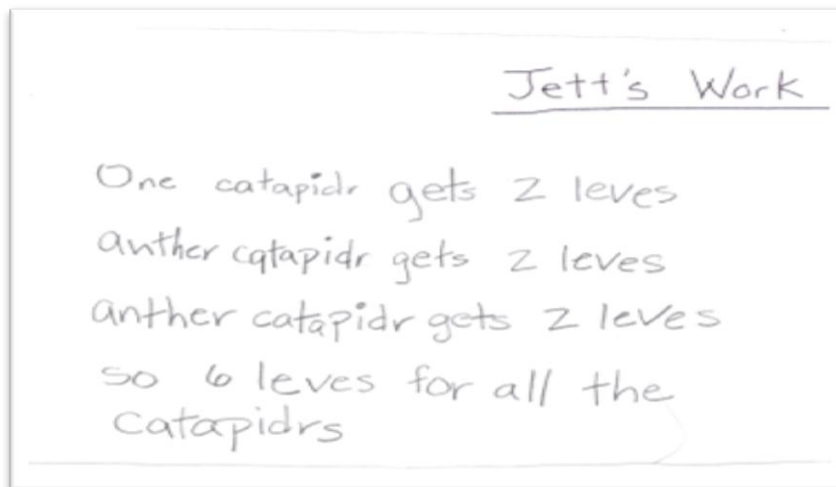 Jett's Work
One catapidr gets 2 leves
anther catapidr gets 2 leves
anther catapidr gets 2 leves
so 6 leves for all the
catapidrs